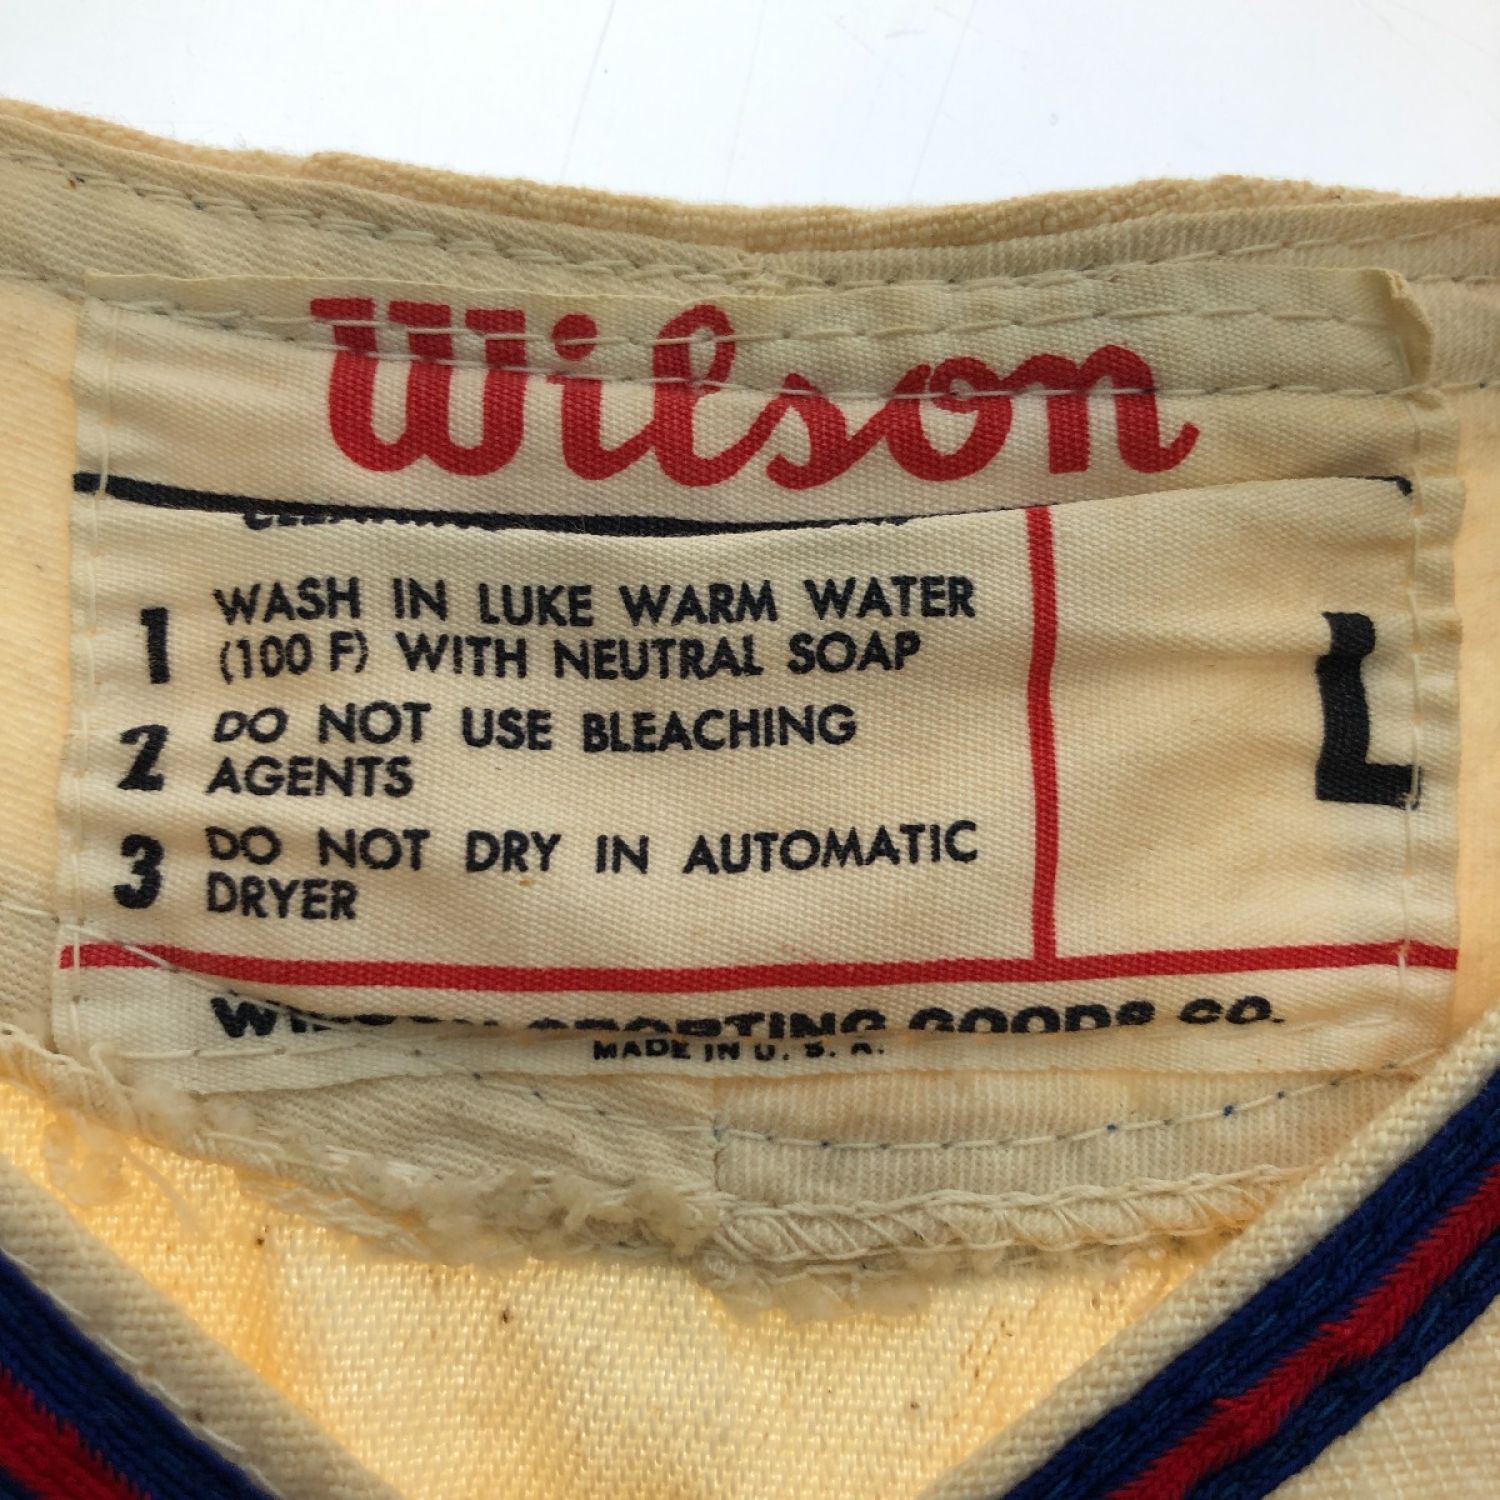 Wilson
1 WASH IN LUKE WARM WATER
(100 F) WITH NEUTRAL SOAP
2 DO NOT USE BLEACHING
AGENTS
3 DO NOT DRY IN AUTOMATIC
DRYER
L
WILSON SPORTING GOODS CO.
MADE IN U. S. A.